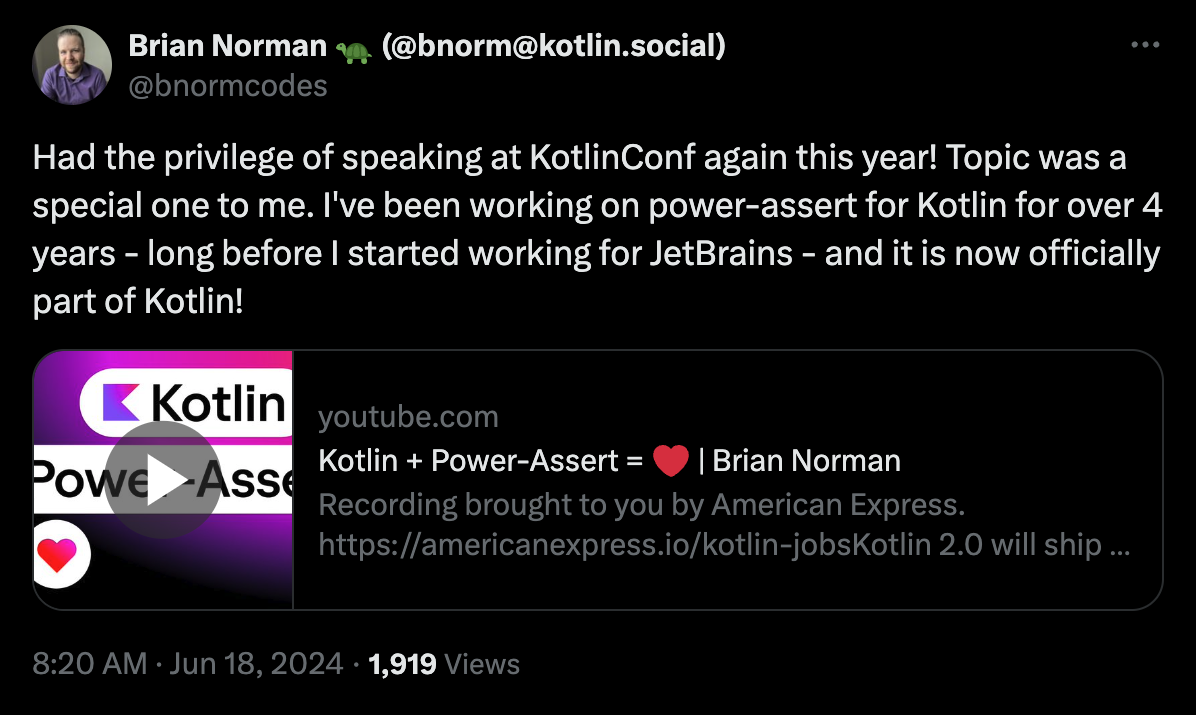 Brian Norman 🐢 (@bnorm@kotlin.social)
@bnormcodes
Had the privilege of speaking at KotlinConf again this year! Topic was a
special one to me. I've been working on power-assert for Kotlin for over 4
years - long before I started working for JetBrains - and it is now officially
part of Kotlin!
Kotlin
Power-Asse
youtube.com
Kotlin + Power-Assert = ❤️ | Brian Norman
Recording brought to you by American Express.
https://americanexpress.io/kotlin-jobsKotlin 2.0 will ship ...
8:20 AM · Jun 18, 2024 · 1,919 Views